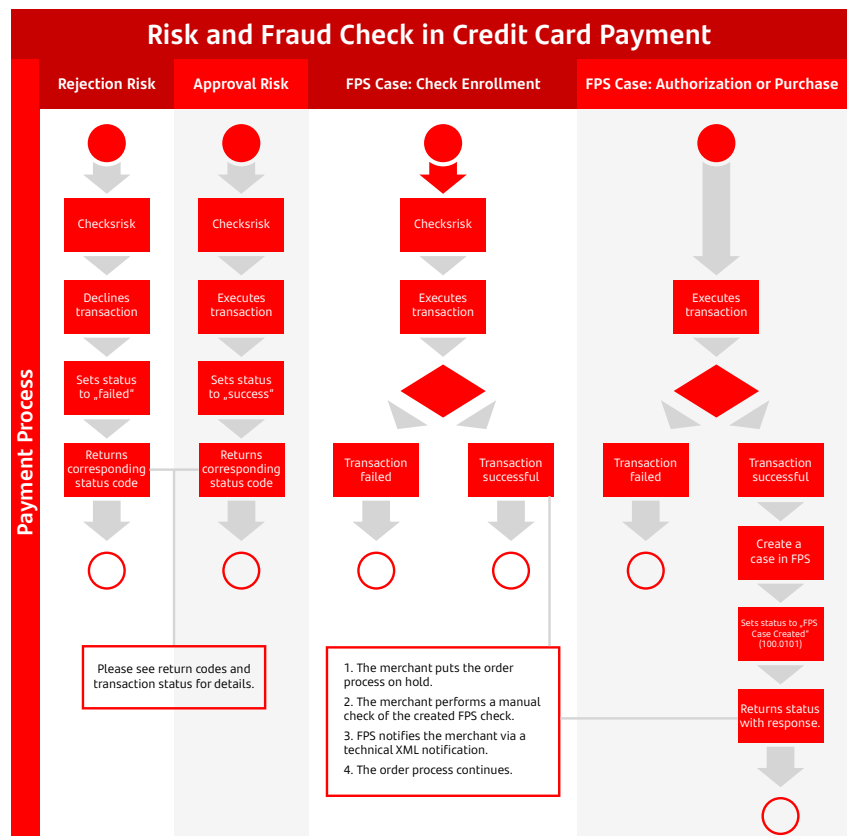 Risk and Fraud Check in Credit Card Payment
Payment Process
Rejection Risk
Approval Risk
FPS Case: Check Enrollment
FPS Case: Authorization or Purchase
Checksrisk
Declines
transaction
Sets status
to „failed“
Returns
corresponding
status code
Checksrisk
Executes
transaction
Sets status
to „success“
Returns
corresponding
status code
Please see return codes and
transaction status for details.
Checksrisk
Executes
transaction
Transaction
failed
Transaction
successful
1. The merchant puts the order
process on hold.
2. The merchant performs a manual
check of the created FPS check.
3. FPS notifies the merchant via a
technical XML notification.
4. The order process continues.
Executes
transaction
Transaction
failed
Transaction
successful
Create a
case in FPS
Sets status to „FPS
Case Created“
(100.0101)
Returns status
with response.